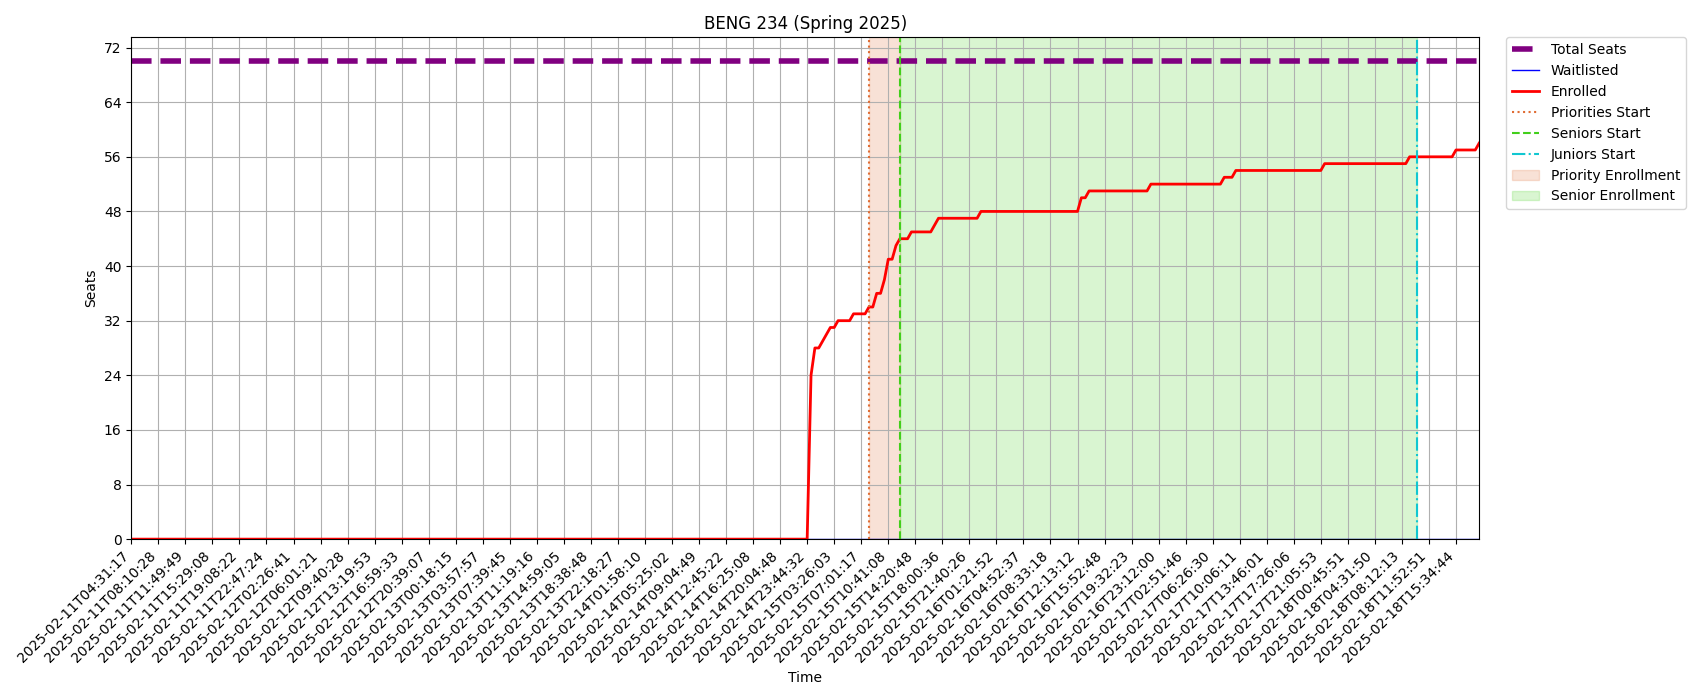 BENG 234 (Spring 2025)
Total Seats
Waitlisted
Enrolled
Priorities Start
Seniors Start
Juniors Start
Priority Enrollment
Senior Enrollment
Seats
72
64
56
48
40
32
24
16
8
0
2025-02-11T04:31:17
2025-02-11T08:10:28
2025-02-11T11:49:49
2025-02-11T15:29:08
2025-02-11T19:08:22
2025-02-11T22:47:24
2025-02-12T02:26:41
2025-02-12T06:01:21
2025-02-12T09:40:28
2025-02-12T13:19:53
2025-02-12T16:59:33
2025-02-12T20:39:07
2025-02-13T00:18:15
2025-02-13T03:57:57
2025-02-13T07:39:45
2025-02-13T11:19:16
2025-02-13T14:59:05
2025-02-13T18:38:48
2025-02-13T22:18:27
2025-02-14T01:58:10
2025-02-14T05:25:02
2025-02-14T09:04:49
2025-02-14T12:45:22
2025-02-14T16:25:08
2025-02-14T20:04:48
2025-02-14T23:44:32
2025-02-15T03:26:03
2025-02-15T07:01:17
2025-02-15T10:41:08
2025-02-15T14:20:48
2025-02-15T18:00:36
2025-02-15T21:40:26
2025-02-16T01:21:52
2025-02-16T04:52:37
2025-02-16T08:33:18
2025-02-16T12:13:12
2025-02-16T15:52:48
2025-02-16T19:32:23
2025-02-16T23:12:00
2025-02-17T02:51:46
2025-02-17T06:26:30
2025-02-17T10:06:11
2025-02-17T13:46:01
2025-02-17T17:26:06
2025-02-17T21:05:53
2025-02-18T00:45:51
2025-02-18T04:31:50
2025-02-18T08:12:13
2025-02-18T11:52:51
2025-02-18T15:34:44
Time